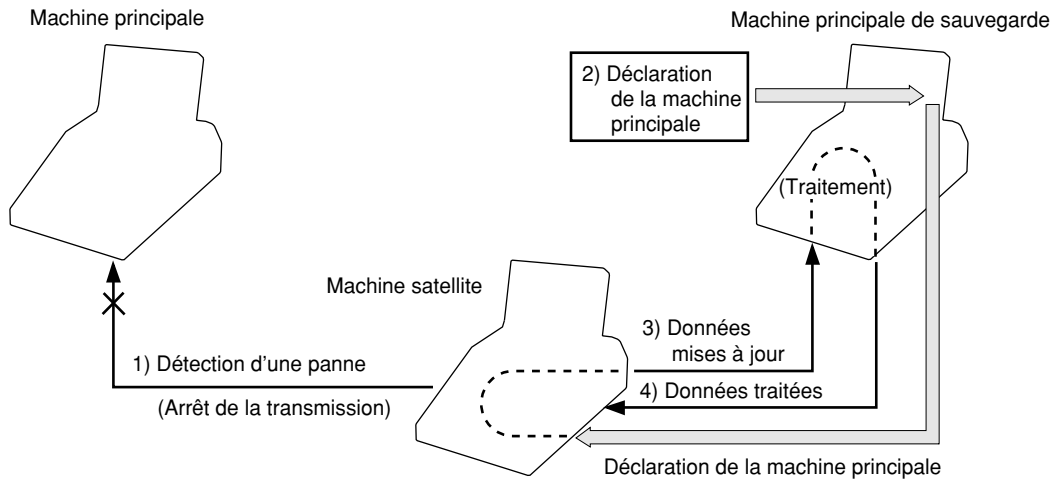 Machine principale
Machine principale de sauvegarde
2) Déclaration
de la machine
principale
(Traitement)
Machine satellite
1) Détection d'une panne
(Arrêt de la transmission)
3) Données
mises à jour
4) Données traitées
Déclaration de la machine principale